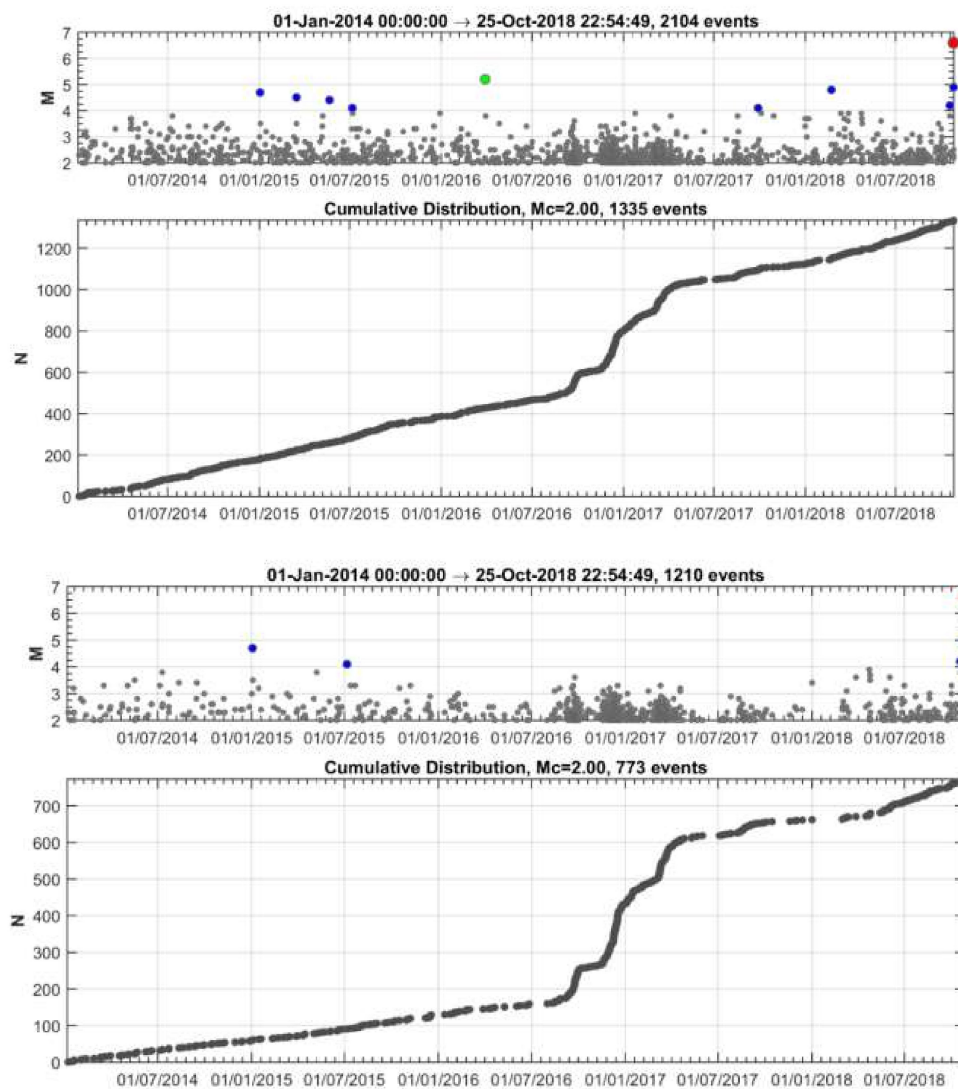 01-Jan-2014 00:00:00 → 25-Oct-2018 22:54:49, 2104 events
7
6
5
M
4
3
2
01/07/2014 01/01/2015 01/07/2015 01/01/2016 01/07/2016 01/01/2017 01/07/2017 01/01/2018 01/07/2018
Cumulative Distribution, Mc=2.00, 1335 events
1200
1000
800
N
600
400
200
0
01/07/2014 01/01/2015 01/07/2015 01/01/2016 01/07/2016 01/01/2017 01/07/2017 01/01/2018 01/07/2018
01-Jan-2014 00:00:00 → 25-Oct-2018 22:54:49, 1210 events
7
6
5
M
4
3
2
01/07/2014 01/01/2015 01/07/2015 01/01/2016 01/07/2016 01/01/2017 01/07/2017 01/01/2018 01/07/2018
Cumulative Distribution, Mc=2.00, 773 events
700
600
500
400
N
300
200
100
0
01/07/2014 01/01/2015 01/07/2015 01/01/2016 01/07/2016 01/01/2017 01/07/2017 01/01/2018 01/07/2018